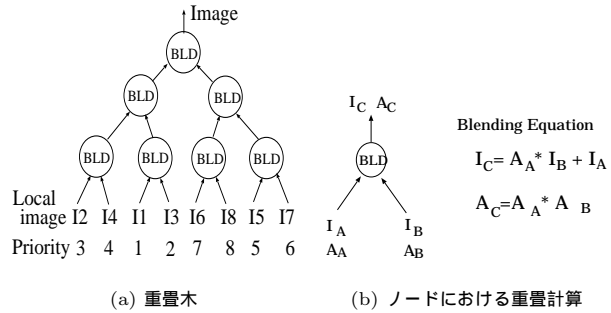 Image
BLD
BLD BLD
BLD BLD BLD BLD
Local
image I2 I4 I1 I3 I6 I8 I5 I7
Priority 3 4 1 2 7 8 5 6
(a) 重畳木
I_C A_C
BLD
I_A I_B
A_A A_B
Blending Equation
I_C= A_A* I_B + I_A
A_C=A_A* A_B
(b) ノードにおける重畳計算